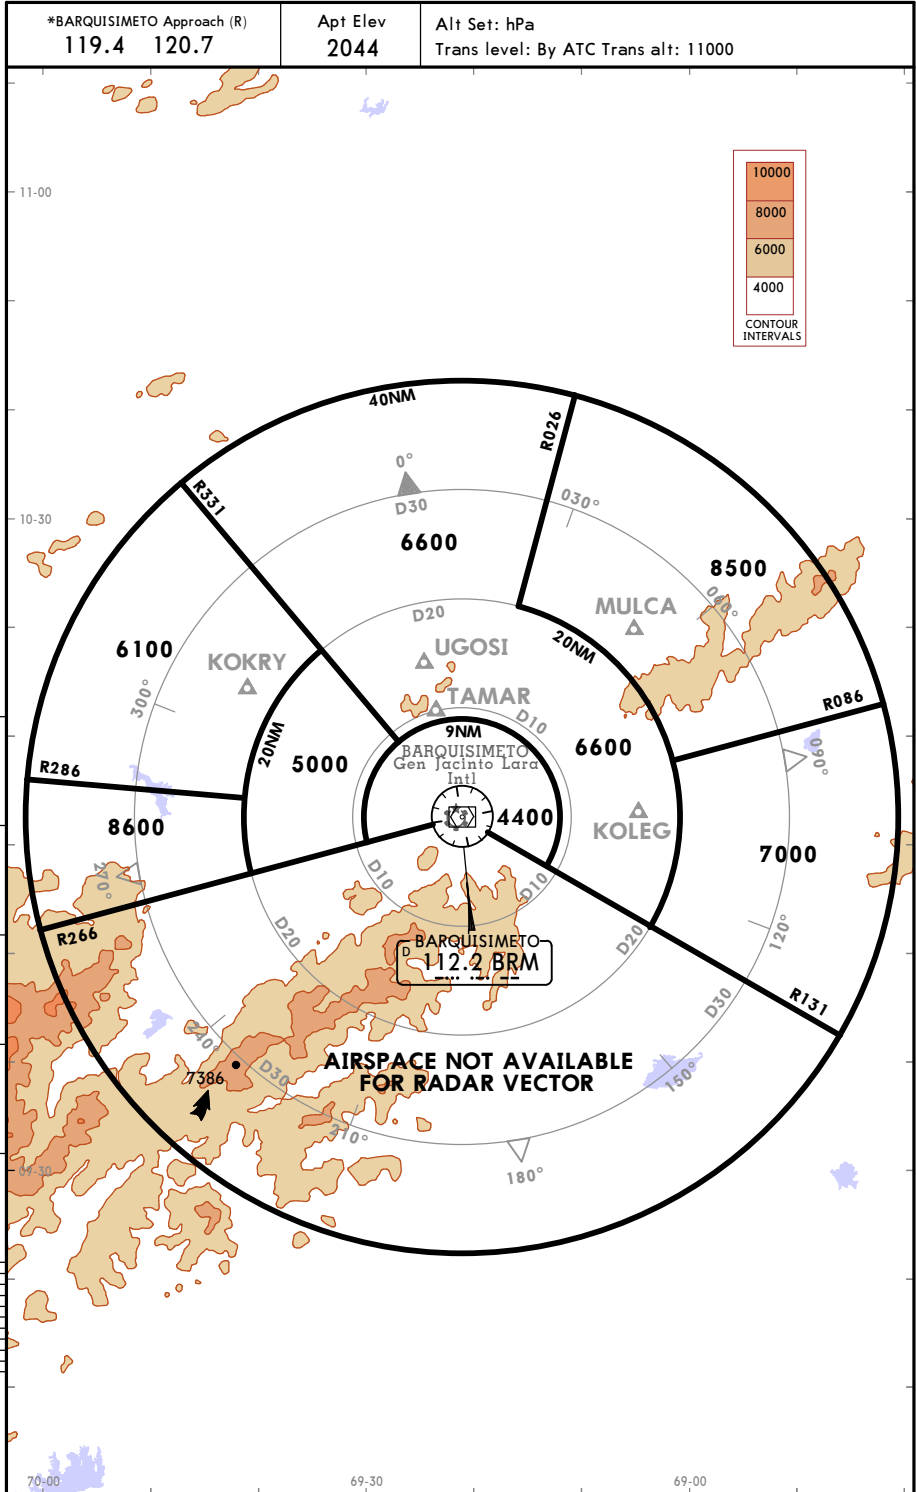 *BARQUISIMETO Approach (R)
119.4 120.7
Apt Elev
2044
Alt Set: hPa
Trans level: By ATC Trans alt: 11000
11-00
10000
8000
6000
4000
CONTOUR
INTERVALS
40NM
R026
R331
0°
D30
030°
10-30
6600
8500
060°
MULCA
D20
20NM
UGOSI
6100
KOKRY
300°
TAMAR
R086
D10
9NM
20NM
6600
090°
BARQUISIMETO
Gen Jacinto Lara
Intl
5000
R286
4400
KOLEG
8600
7000
270°
D10
D10
R266
D20
D20
120°
BARQUISIMETO
D
112.2 BRM
R131
D30
240°
AIRSPACE NOT AVAILABLE
FOR RADAR VECTOR
D30
7386
150°
210°
09-30
180°
70-00
69-30
69-00